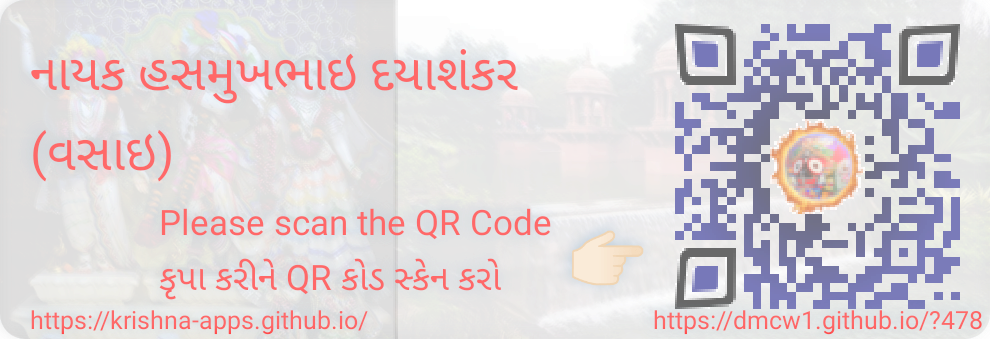 નાયક હસમુખભાઇ દયાશંકર
(વસાઇ)
Please scan the QR Code
કૃપા કરીને QR કોડ સ્કેન કરો
https://krishna-apps.github.io/
https://dmcw1.github.io/?478